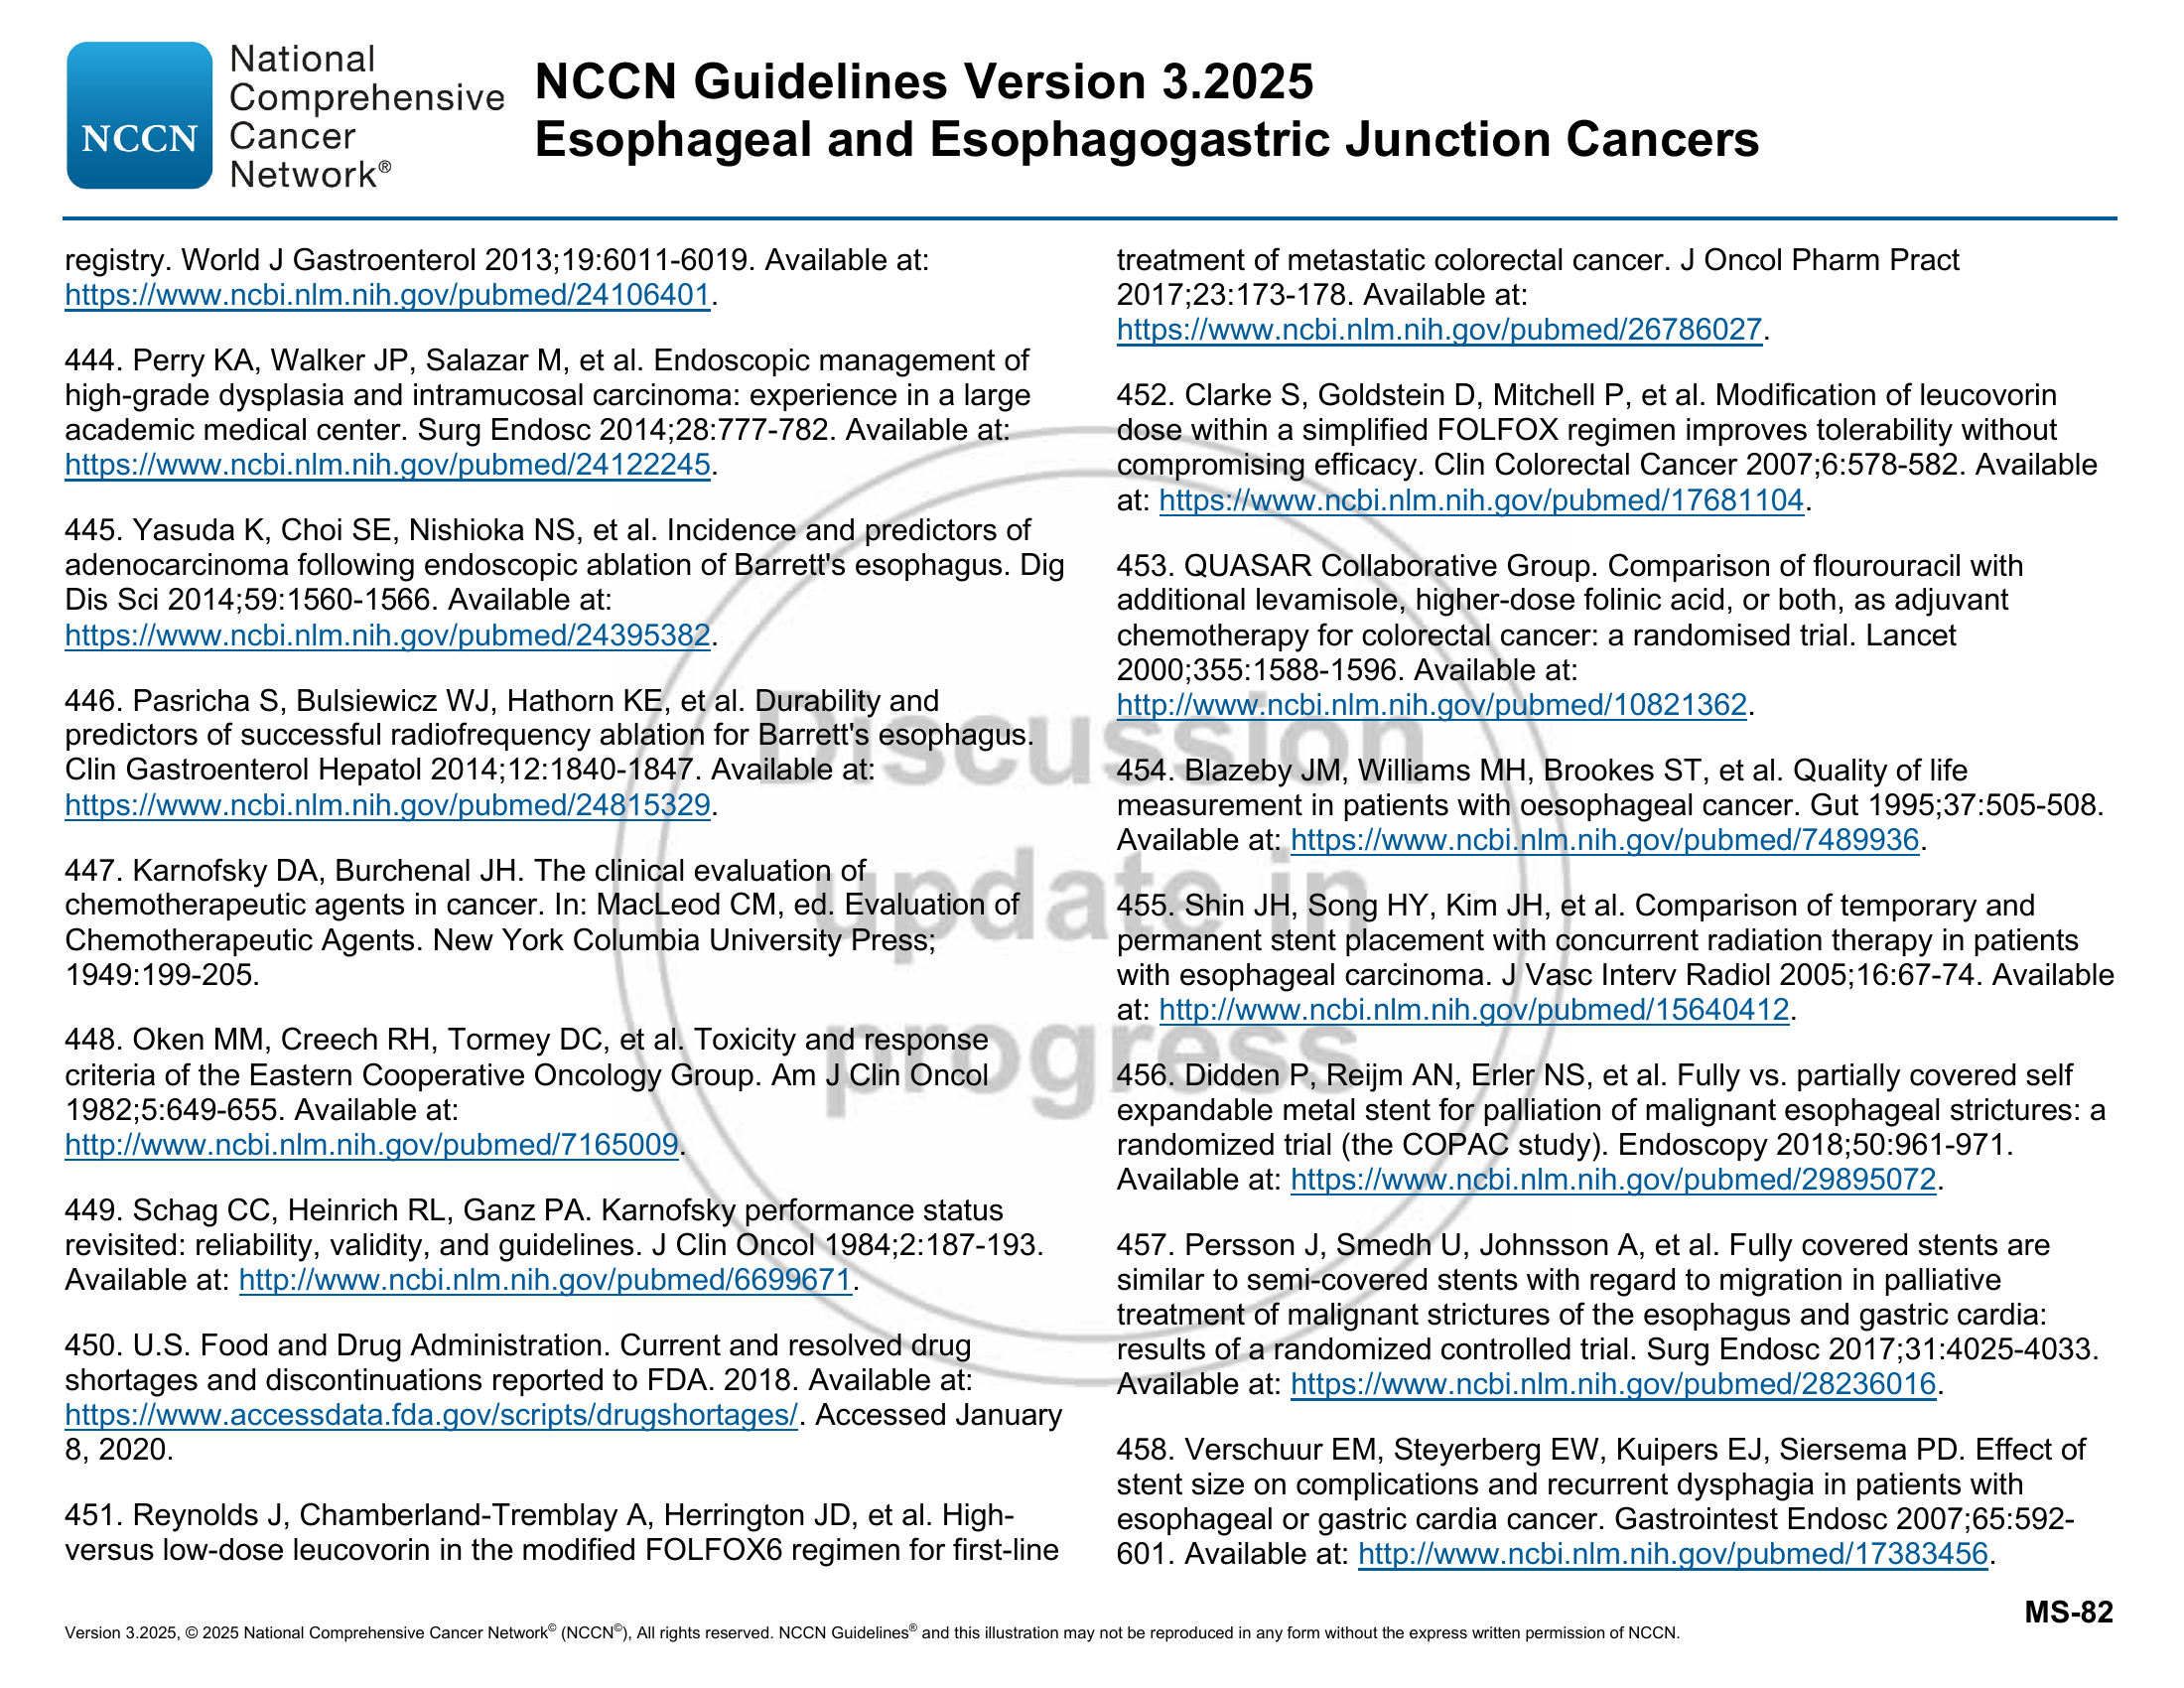 National
Comprehensive
NCCN Cancer
Network®
NCCN Guidelines Version 3.2025
Esophageal and Esophagogastric Junction Cancers
registry. World J Gastroenterol 2013;19:6011-6019. Available at:
https://www.ncbi.nlm.nih.gov/pubmed/24106401.
444. Perry KA, Walker JP, Salazar M, et al. Endoscopic management of
high-grade dysplasia and intramucosal carcinoma: experience in a large
academic medical center. Surg Endosc 2014;28:777-782. Available at:
https://www.ncbi.nlm.nih.gov/pubmed/24122245.
445. Yasuda K, Choi SE, Nishioka NS, et al. Incidence and predictors of
adenocarcinoma following endoscopic ablation of Barrett's esophagus. Dig
Dis Sci 2014;59:1560-1566. Available at:
https://www.ncbi.nlm.nih.gov/pubmed/24395382.
446. Pasricha S, Bulsiewicz WJ, Hathorn KE, et al. Durability and
predictors of successful radiofrequency ablation for Barrett's esophagus.
Clin Gastroenterol Hepatol 2014;12:1840-1847. Available at:
https://www.ncbi.nlm.nih.gov/pubmed/24815329.
447. Karnofsky DA, Burchenal JH. The clinical evaluation of
chemotherapeutic agents in cancer. In: MacLeod CM, ed. Evaluation of
Chemotherapeutic Agents. New York Columbia University Press;
1949:199-205.
448. Oken MM, Creech RH, Tormey DC, et al. Toxicity and response
criteria of the Eastern Cooperative Oncology Group. Am J Clin Oncol
1982;5:649-655. Available at:
http://www.ncbi.nlm.nih.gov/pubmed/7165009.
449. Schag CC, Heinrich RL, Ganz PA. Karnofsky performance status
revisited: reliability, validity, and guidelines. J Clin Oncol 1984;2:187-193.
Available at: http://www.ncbi.nlm.nih.gov/pubmed/6699671.
450. U.S. Food and Drug Administration. Current and resolved drug
shortages and discontinuations reported to FDA. 2018. Available at:
https://www.accessdata.fda.gov/scripts/drugshortages/. Accessed January
8, 2020.
451. Reynolds J, Chamberland-Tremblay A, Herrington JD, et al. High-
versus low-dose leucovorin in the modified FOLFOX6 regimen for first-line
treatment of metastatic colorectal cancer. J Oncol Pharm Pract
2017;23:173-178. Available at:
https://www.ncbi.nlm.nih.gov/pubmed/26786027.
452. Clarke S, Goldstein D, Mitchell P, et al. Modification of leucovorin
dose within a simplified FOLFOX regimen improves tolerability without
compromising efficacy. Clin Colorectal Cancer 2007;6:578-582. Available
at: https://www.ncbi.nlm.nih.gov/pubmed/17681104.
453. QUASAR Collaborative Group. Comparison of flourouracil with
additional levamisole, higher-dose folinic acid, or both, as adjuvant
chemotherapy for colorectal cancer: a randomised trial. Lancet
2000;355:1588-1596. Available at:
http://www.ncbi.nlm.nih.gov/pubmed/10821362.
454. Blazeby JM, Williams MH, Brookes ST, et al. Quality of life
measurement in patients with oesophageal cancer. Gut 1995;37:505-508.
Available at: https://www.ncbi.nlm.nih.gov/pubmed/7489936.
455. Shin JH, Song HY, Kim JH, et al. Comparison of temporary and
permanent stent placement with concurrent radiation therapy in patients
with esophageal carcinoma. J Vasc Interv Radiol 2005;16:67-74. Available
at: http://www.ncbi.nlm.nih.gov/pubmed/15640412.
456. Didden P, Reijm AN, Erler NS, et al. Fully vs. partially covered self
expandable metal stent for palliation of malignant esophageal strictures: a
randomized trial (the COPAC study). Endoscopy 2018;50:961-971.
Available at: https://www.ncbi.nlm.nih.gov/pubmed/29895072.
457. Persson J, Smedh U, Johnsson A, et al. Fully covered stents are
similar to semi-covered stents with regard to migration in palliative
treatment of malignant strictures of the esophagus and gastric cardia:
results of a randomized controlled trial. Surg Endosc 2017;31:4025-4033.
Available at: https://www.ncbi.nlm.nih.gov/pubmed/28236016.
458. Verschuur EM, Steyerberg EW, Kuipers EJ, Siersema PD. Effect of
stent size on complications and recurrent dysphagia in patients with
esophageal or gastric cardia cancer. Gastrointest Endosc 2007;65:592-
601. Available at: http://www.ncbi.nlm.nih.gov/pubmed/17383456.
Discussion
update in
progress
MS-82
Version 3.2025, © 2025 National Comprehensive Cancer Network© (NCCN©), All rights reserved. NCCN Guidelines® and this illustration may not be reproduced in any form without the express written permission of NCCN.